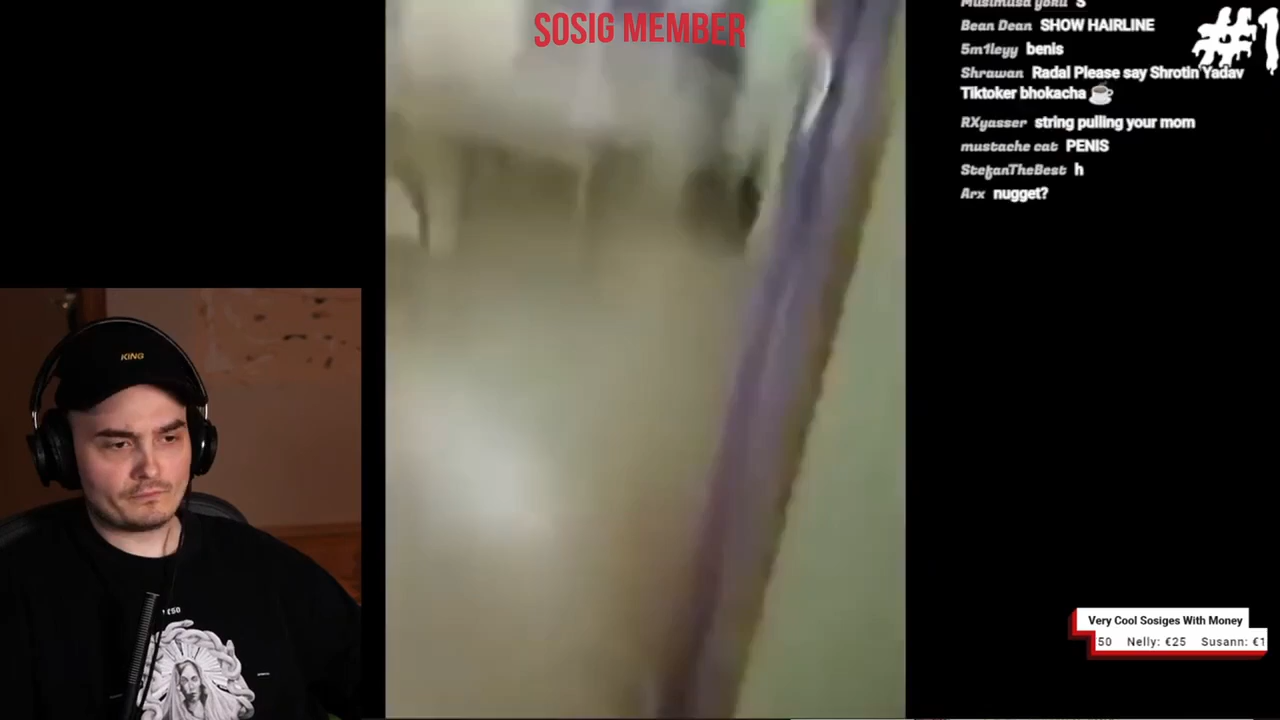 SOSIG MEMBER
#1
S
Bean Dean SHOW HAIRLINE
5m1leyy benis
Shrawan Radal Please say Shrotin Yadav
Tiktoker bhokacha ☕
RXyasser string pulling your mom
mustache cat PENIS
StefanTheBest h
Arx nugget?
KING
€50
Very Cool Sosiges With Money
50 Nelly: €25 Susann: €1